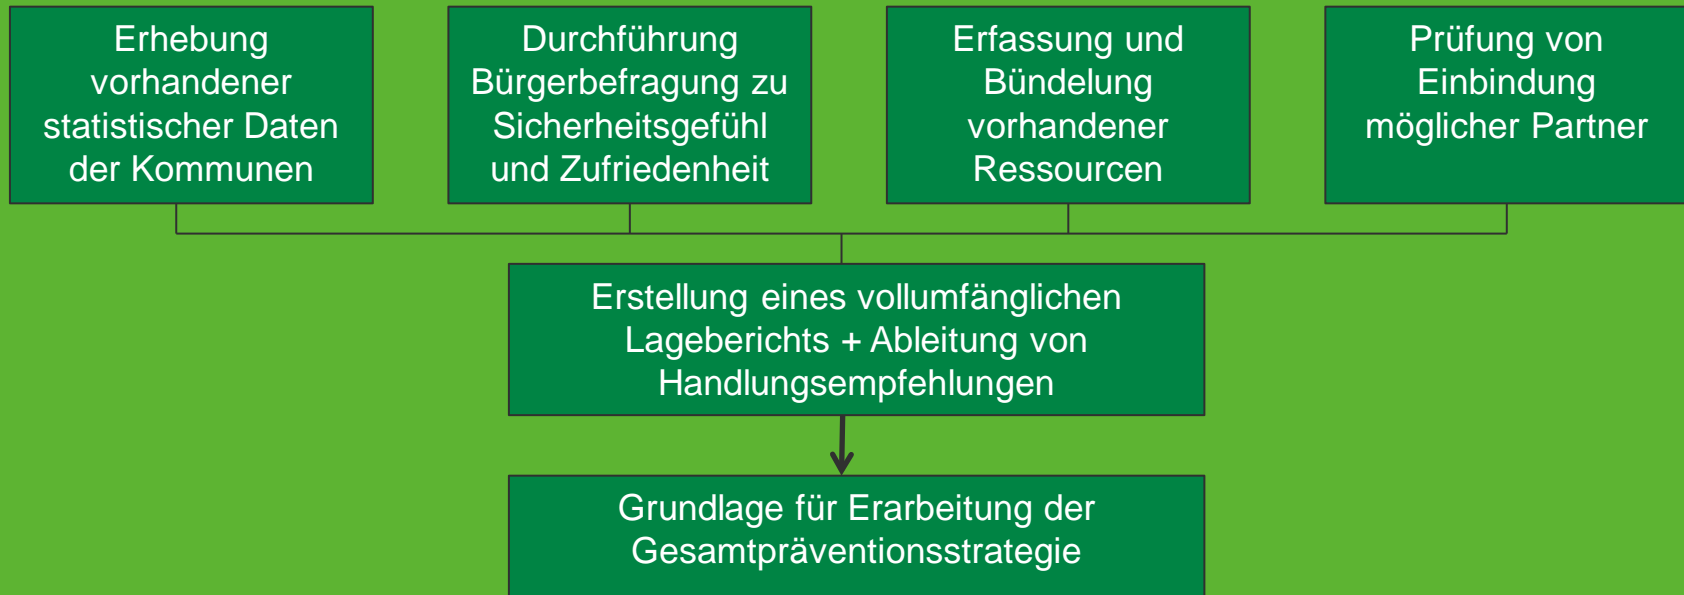 Erhebung
vorhandener
statistischer Daten
der Kommunen
Durchführung
Bürgerbefragung zu
Sicherheitsgefühl
und Zufriedenheit
Erfassung und
Bündelung
vorhandener
Ressourcen
Prüfung von
Einbindung
möglicher Partner
Erstellung eines vollumfänglichen
Lageberichts + Ableitung von
Handlungsempfehlungen
Grundlage für Erarbeitung der
Gesamtpräventionsstrategie